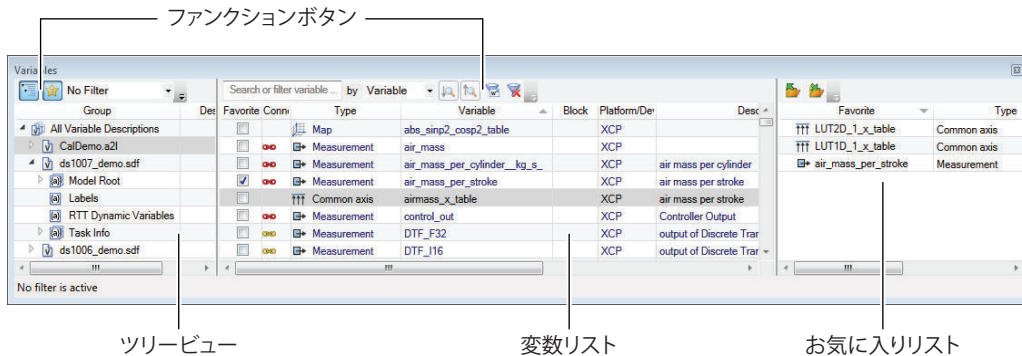 ファンクションボタン
Variables
No Filter
Search or filter variable ... by Variable
Group Des
Favorite Conne Type Variable Block Platform/Dev Desc
Favorite Type
All Variable Descriptions
Map abs_sinp2_cosp2_table XCP
LUT2D_1_x_table Common axis
CalDemo.a2l
Measurement air_mass XCP
LUT1D_1_x_table Common axis
ds1007_demo.sdf
Measurement air_mass_per_cylinder__kg_s_ XCP air mass per cylinder
air_mass_per_stroke Measurement
Model Root
Measurement air_mass_per_stroke XCP air mass per stroke
Labels
Common axis airmass_x_table XCP air mass per stroke
RTT Dynamic Variables
Measurement control_out XCP Controller Output
Task Info
Measurement DTF_F32 XCP output of Discrete Tran
ds1006_demo.sdf
Measurement DTF_I16 XCP output of Discrete Tran
No filter is active
ツリービュー
変数リスト
お気に入りリスト